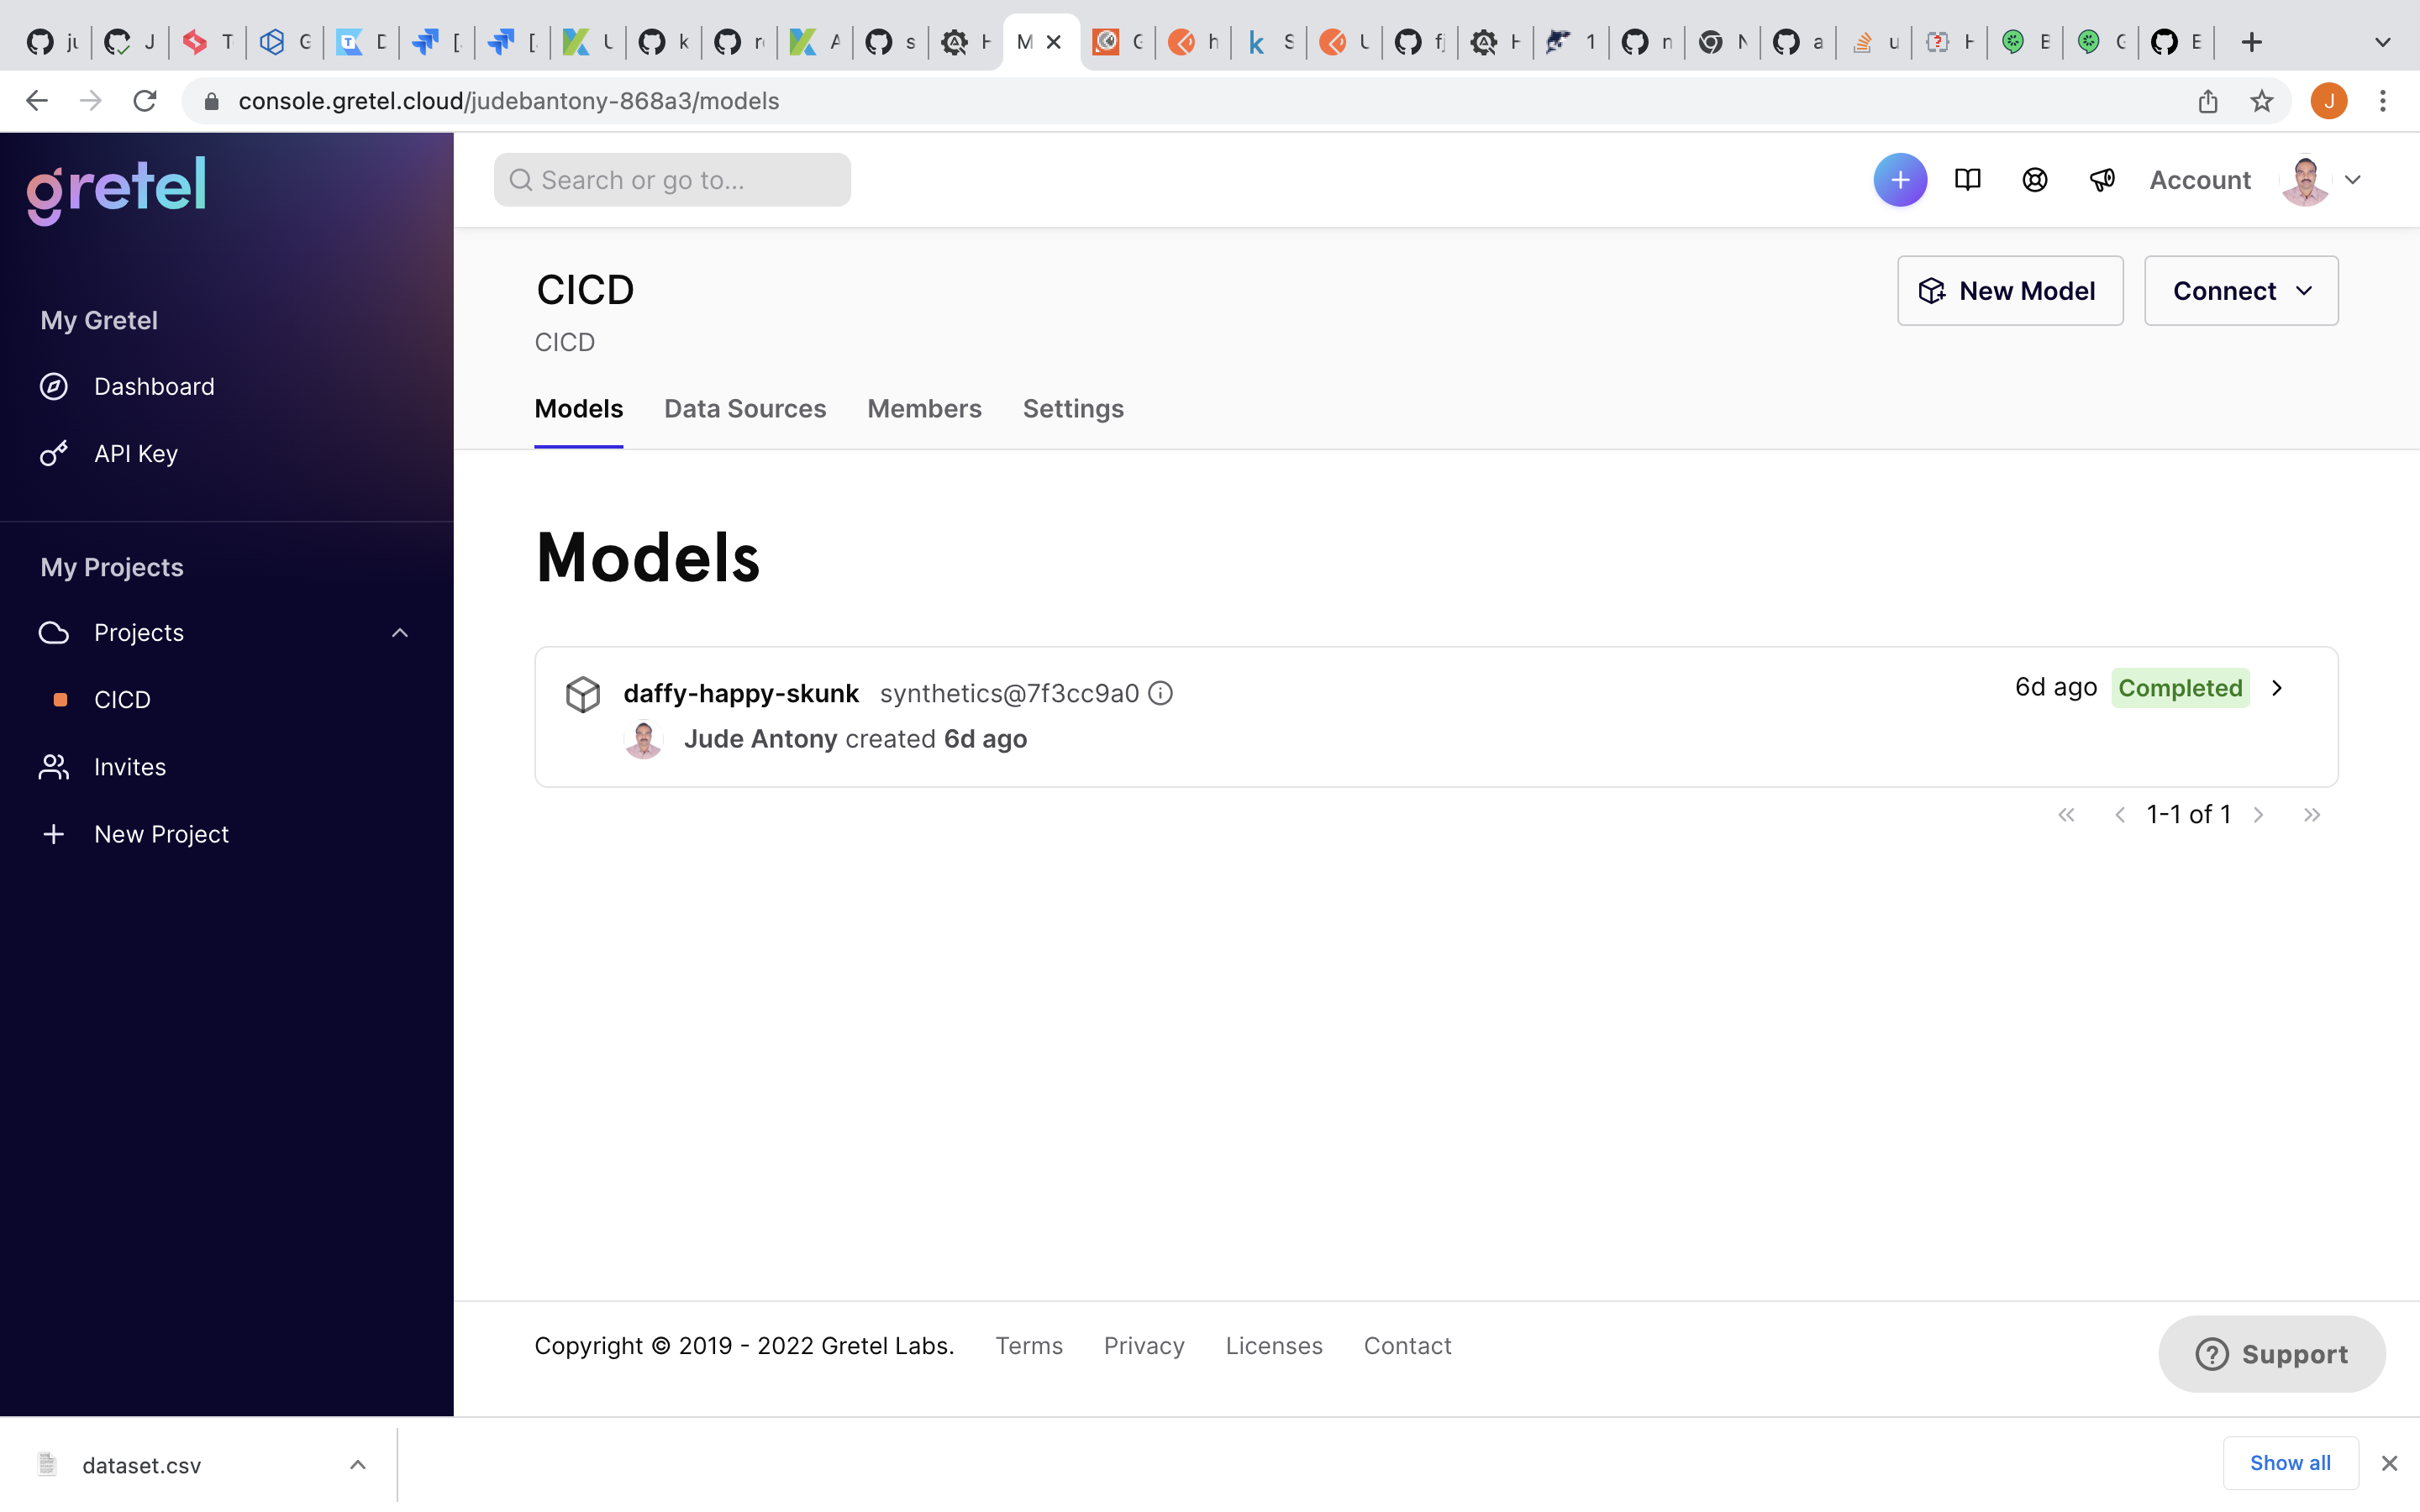 console.gretel.cloud/judebantony-868a3/models
J
gretel
Search or go to...
Account
My Gretel
Dashboard
API Key
My Projects
Projects
CICD
Invites
New Project
CICD
CICD
New Model
Connect
Models
Data Sources
Members
Settings
Models
daffy-happy-skunk synthetics@7f3cc9a0
6d ago Completed
Jude Antony created 6d ago
1-1 of 1
Copyright © 2019 - 2022 Gretel Labs. Terms Privacy Licenses Contact
Support
dataset.csv
Show all